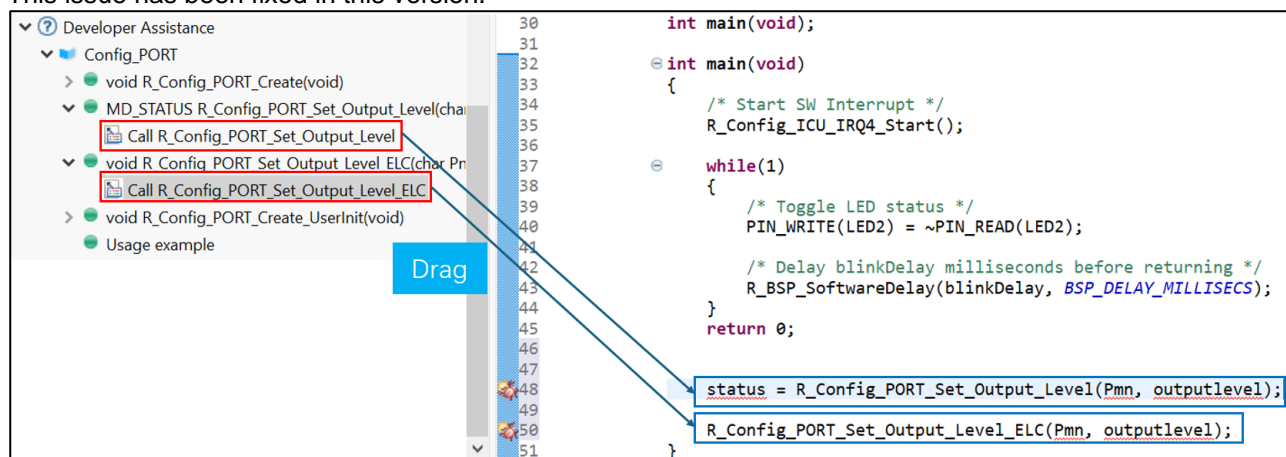 This issue has been fixed in this version.
Developer Assistance
Config_PORT
void R_Config_PORT_Create(void)
MD_STATUS R_Config_PORT_Set_Output_Level(char
Call R_Config_PORT_Set_Output_Level
void R_Config_PORT_Set_Output_Level_ELC(char Pn
Call R_Config_PORT_Set_Output_Level_ELC
void R_Config_PORT_Create_UserInit(void)
Usage example
Drag
30 int main(void);
31
32 int main(void)
33 {
34 /* Start SW Interrupt */
35 R_Config_ICU_IRQ4_Start();
36
37 while(1)
38 {
39 /* Toggle LED status */
40 PIN_WRITE(LED2) = ~PIN_READ(LED2);
41
42 /* Delay blinkDelay milliseconds before returning */
43 R_BSP_SoftwareDelay(blinkDelay, BSP_DELAY_MILLISECS);
44 }
45 return 0;
46
47
48 status = R_Config_PORT_Set_Output_Level(Pmn, outputlevel);
49
50 R_Config_PORT_Set_Output_Level_ELC(Pmn, outputlevel);
51 }